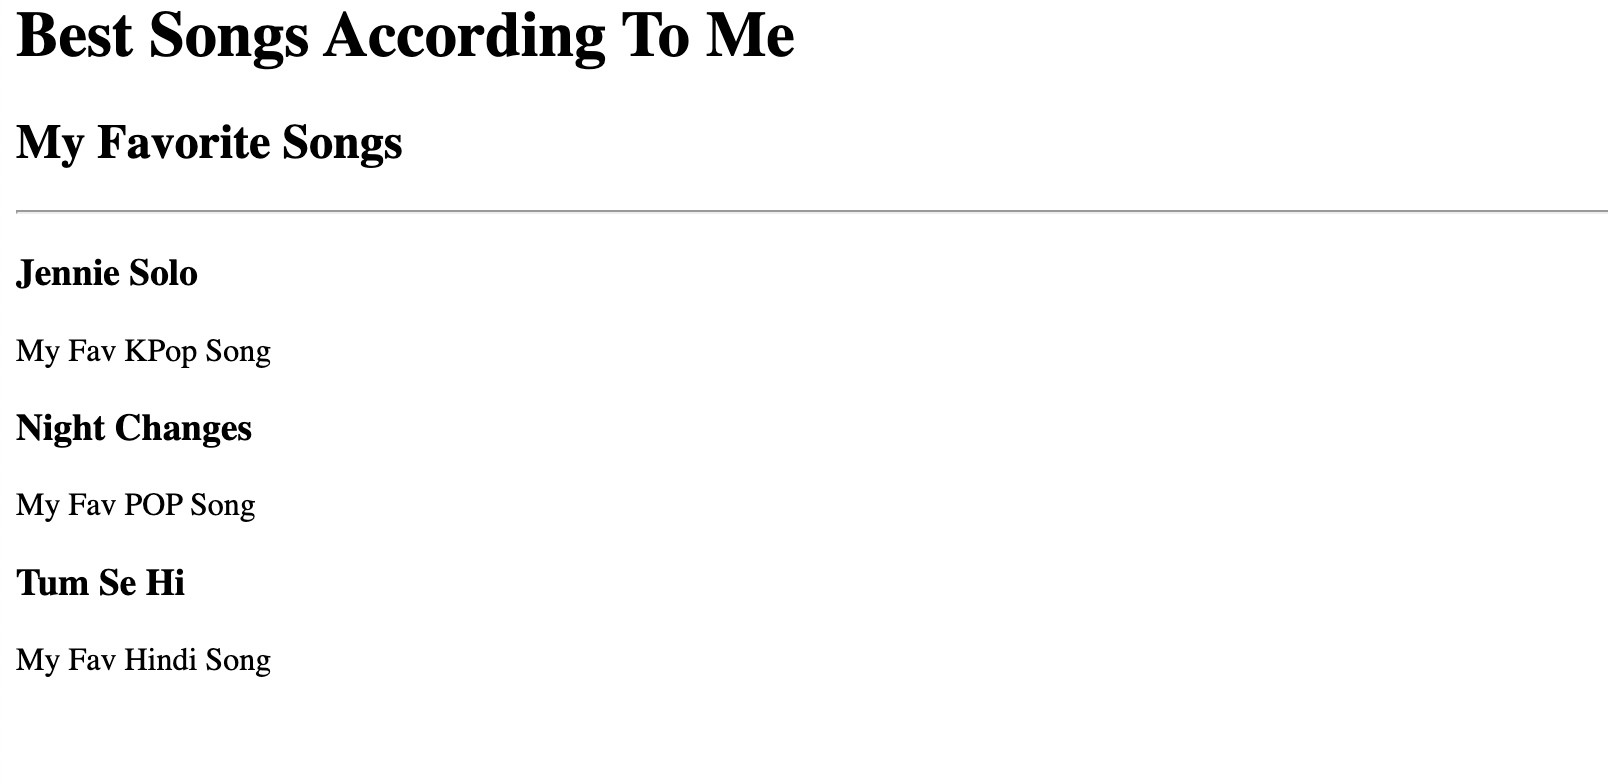 Best Songs According To Me
My Favorite Songs
Jennie Solo
My Fav KPop Song
Night Changes
My Fav POP Song
Tum Se Hi
My Fav Hindi Song